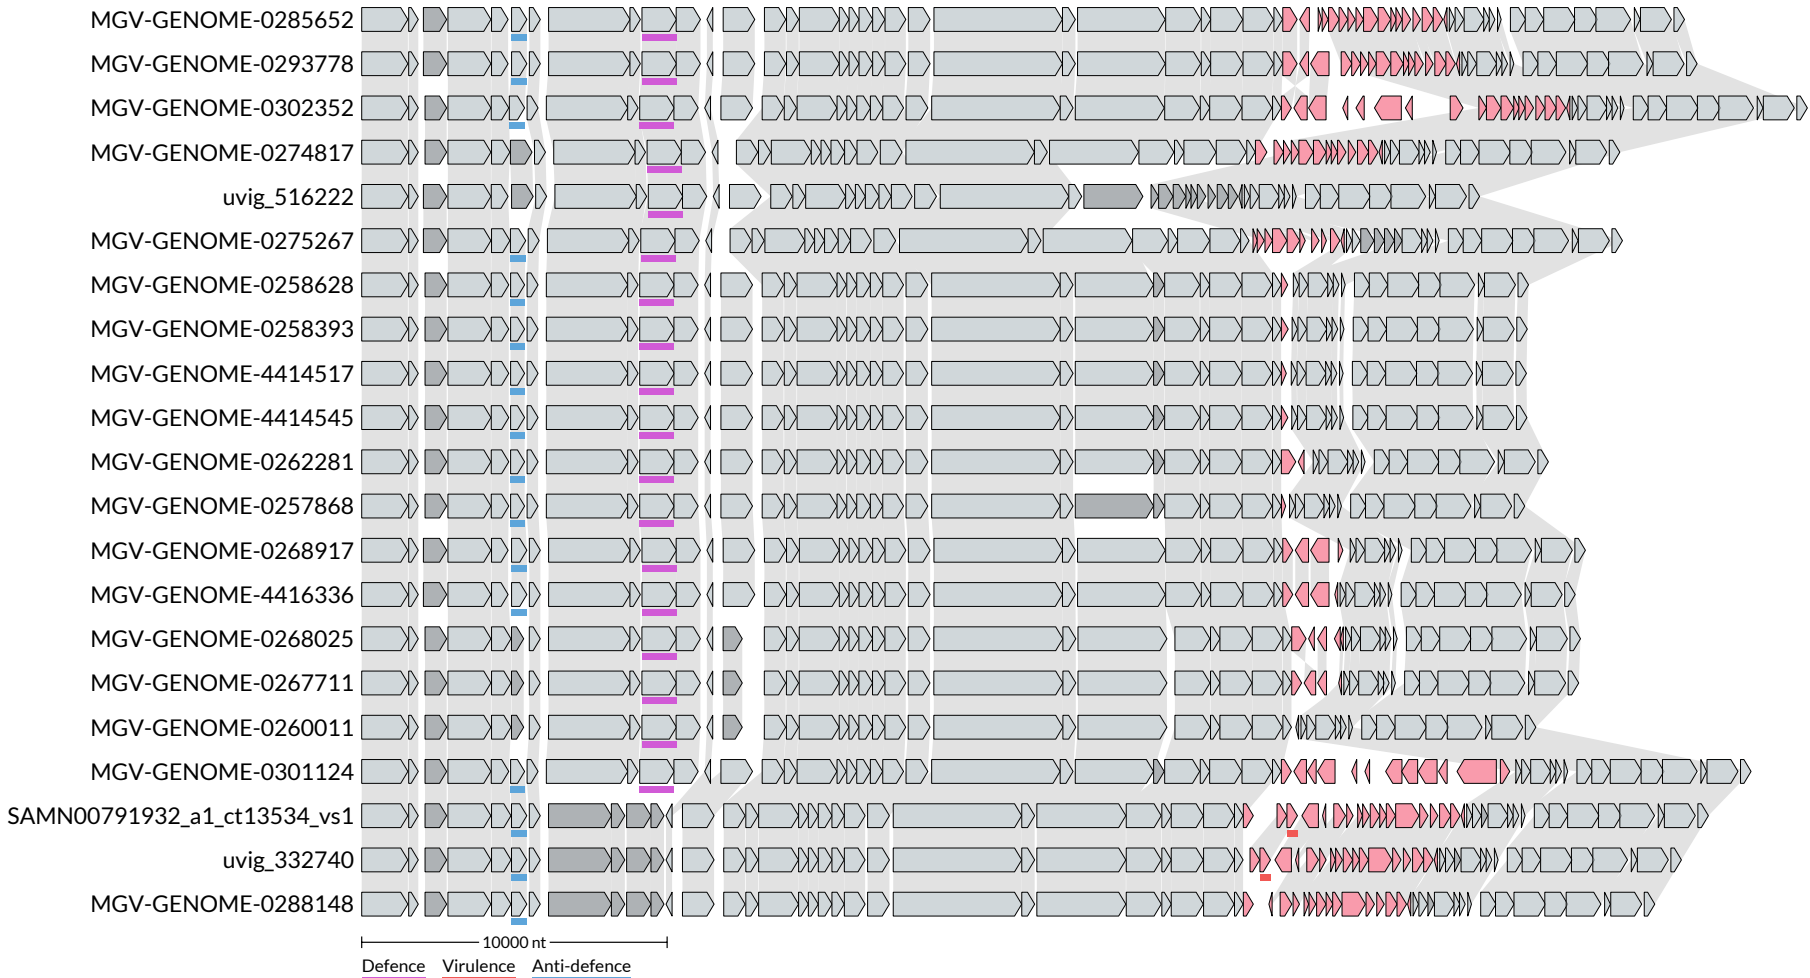 MGV-GENOME-0285652
MGV-GENOME-0293778
MGV-GENOME-0302352
MGV-GENOME-0274817
uvig_516222
MGV-GENOME-0275267
MGV-GENOME-0258628
MGV-GENOME-0258393
MGV-GENOME-4414517
MGV-GENOME-4414545
MGV-GENOME-0262281
MGV-GENOME-0257868
MGV-GENOME-0268917
MGV-GENOME-4416336
MGV-GENOME-0268025
MGV-GENOME-0267711
MGV-GENOME-0260011
MGV-GENOME-0301124
SAMN00791932_a1_ct13534_vs1
uvig_332740
MGV-GENOME-0288148
10000 nt
Defence Virulence Anti-defence